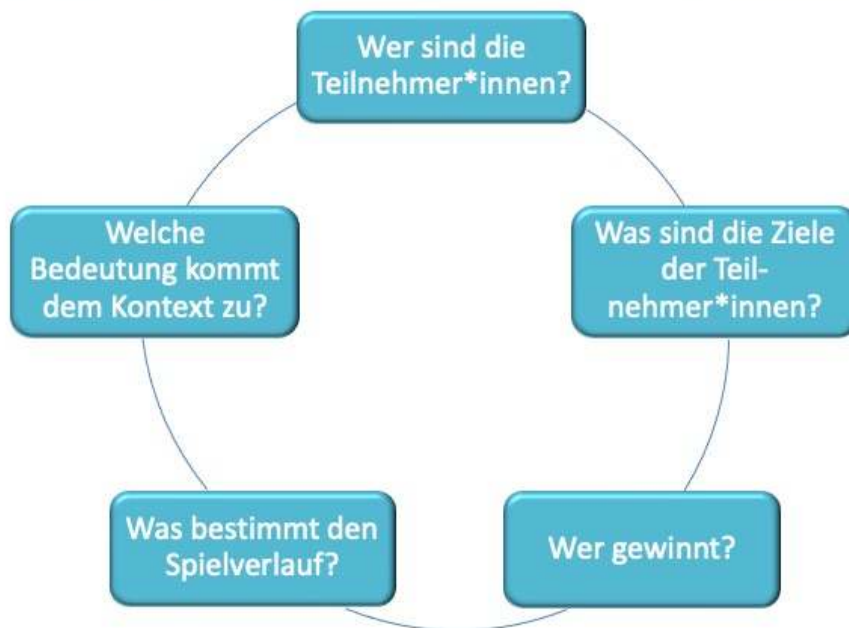 Wer sind die
Teilnehmer*innen?
Was sind die Ziele
der Teil-
nehmer*innen?
Wer gewinnt?
Was bestimmt den
Spielverlauf?
Welche
Bedeutung kommt
dem Kontext zu?